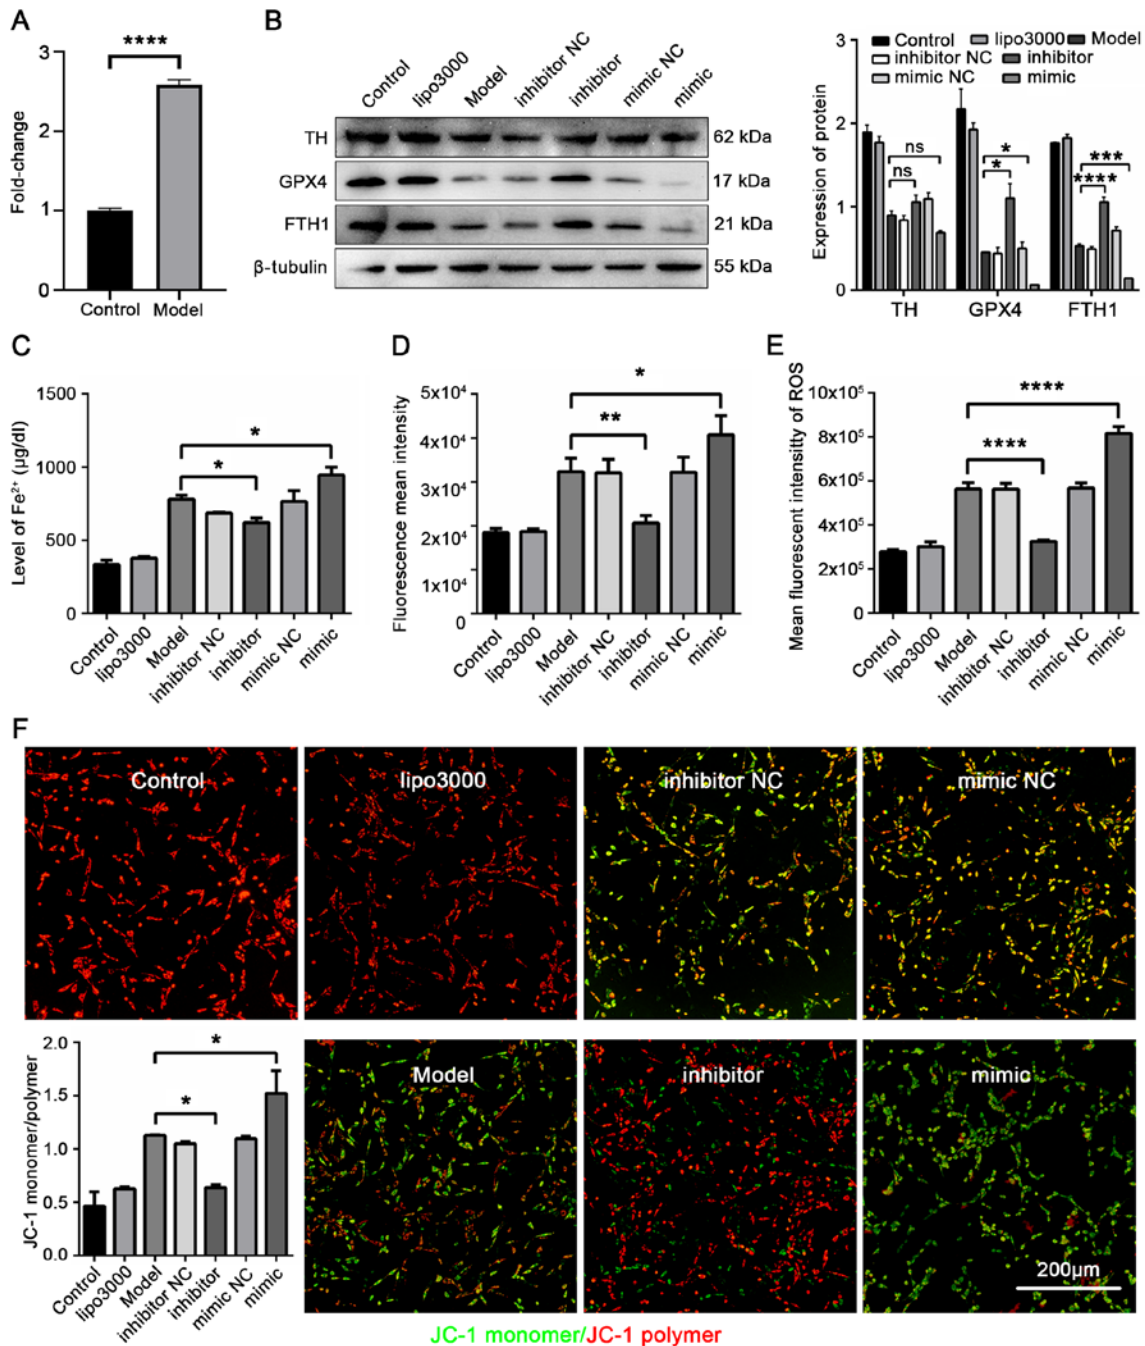 A
Fold-change
3
2
1
0
****
Control
Model
B
Control
lipo3000
Model
inhibitor NC
inhibitor
mimic NC
mimic
TH
62 kDa
GPX4
17 kDa
FTH1
21 kDa
β-tubulin
55 kDa
Control lipo3000 Model
inhibitor NC inhibitor
mimic NC mimic
Expression of protein
3
2
1
0
ns
ns
*
*
***
****
TH GPX4 FTH1
C
Level of Fe²⁺ (μg/dl)
1500
1000
500
0
*
*
Control
lipo3000
Model
inhibitor NC
inhibitor
mimic NC
mimic
D
Fluorescence mean intensity
5x10⁴
4x10⁴
3x10⁴
2x10⁴
1x10⁴
0
*
**
Control
lipo3000
Model
inhibitor NC
inhibitor
mimic NC
mimic
E
Mean fluorescent intensitty of ROS
10x10⁵
8x10⁵
6x10⁵
4x10⁵
2x10⁵
0
****
****
Control
lipo3000
Model
inhibitor NC
inhibitor
mimic NC
mimic
F
Control
lipo3000
inhibitor NC
mimic NC
JC-1 monomer/polymer
2.0
1.5
1.0
0.5
0.0
*
*
Control
lipo3000
Model
inhibitor NC
inhibitor
mimic NC
mimic
Model
inhibitor
mimic
200μm
JC-1 monomer/JC-1 polymer